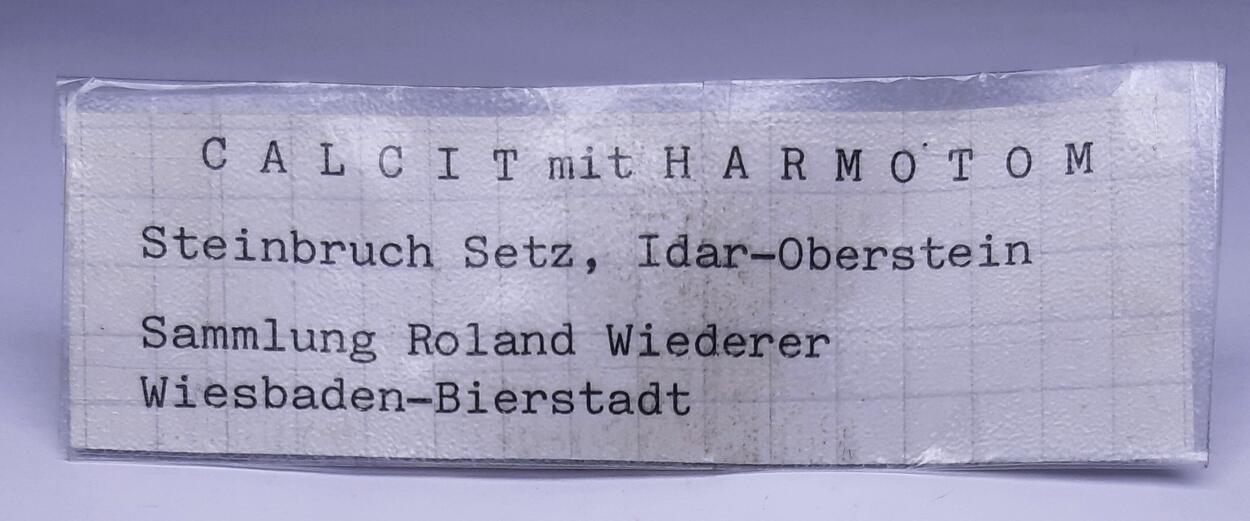 C A L C I T mit H A R M O T O M
Steinbruch Setz, Idar-Oberstein
Sammlung Roland Wiederer
Wiesbaden-Bierstadt